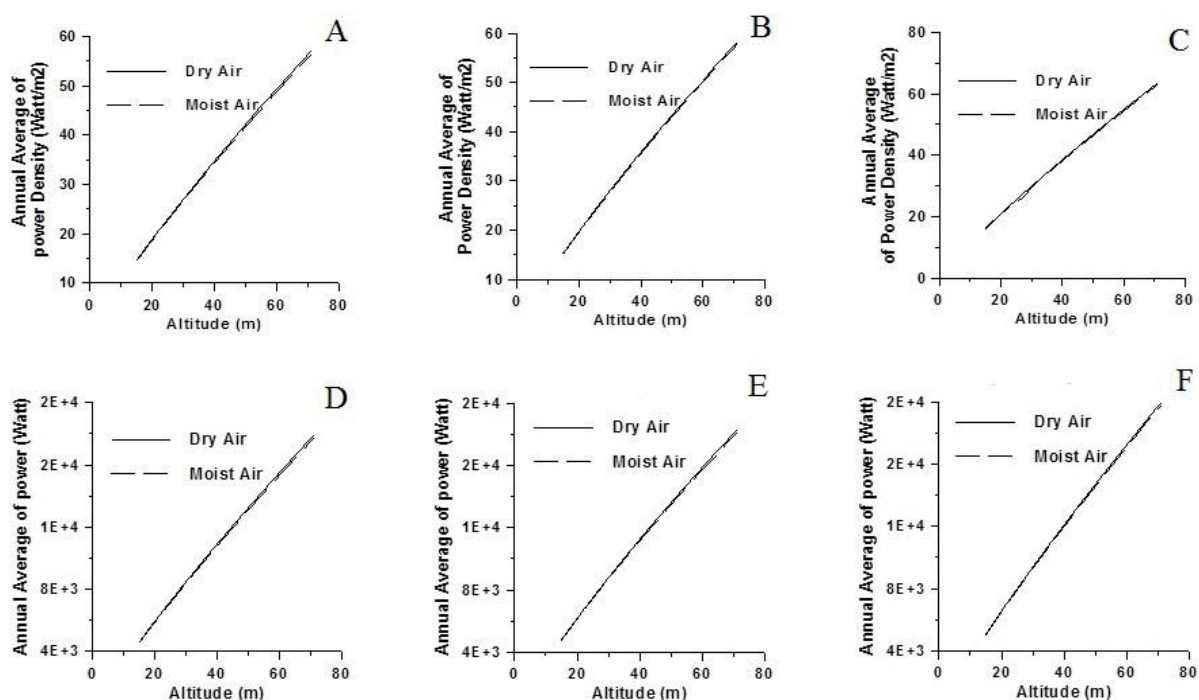 A
60
50
40
30
20
10
0 20 40 60 80
Altitude (m)
Annual Average of
power Density (Watt/m2)
Dry Air
Moist Air
B
60
50
40
30
20
10
0 20 40 60 80
Altitude (m)
Annual Average of
Power Density (Watt/m2)
Dry Air
Moist Air
C
80
60
40
20
0
0 20 40 60 80
Altitude (m)
Annual Average
of Power Density (Watt/m2)
Dry Air
Moist Air
D
2E+4
2E+4
1E+4
8E+3
4E+3
0 20 40 60 80
Altitude (m)
Annual Average of power (Watt)
Dry Air
Moist Air
E
2E+4
2E+4
1E+4
8E+3
4E+3
0 20 40 60 80
Altitude (m)
Annual Average of power (Watt)
Dry Air
Moist Air
F
2E+4
2E+4
1E+4
8E+3
4E+3
0 20 40 60 80
Altitude (m)
Annual Average of power (Watt)
Dry Air
Moist Air